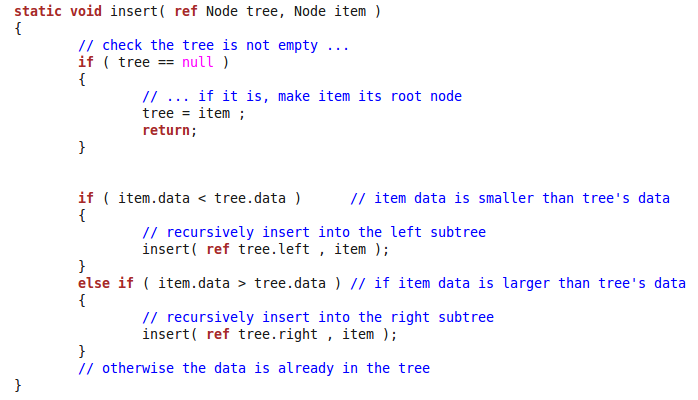 static void insert( ref Node tree, Node item )
{
// check the tree is not empty ...
if ( tree == null )
{
// ... if it is, make item its root node
tree = item ;
return;
}
if ( item.data < tree.data ) // item data is smaller than tree's data
{
// recursively insert into the left subtree
insert( ref tree.left , item );
}
else if ( item.data > tree.data ) // if item data is larger than tree's data
{
// recursively insert into the right subtree
insert( ref tree.right , item );
}
// otherwise the data is already in the tree
}